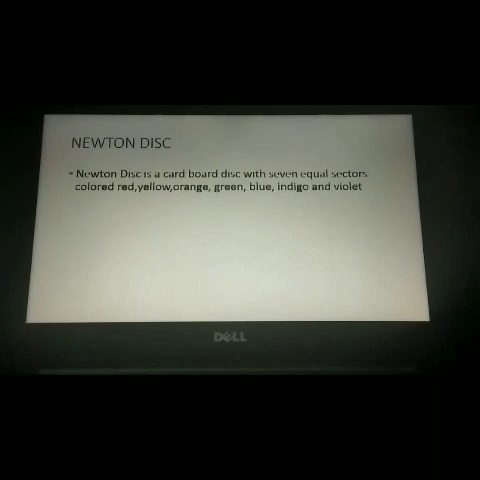 NEWTON DISC
• Newton Disc is a card board disc with seven equal sectors
colored red,yellow,orange, green, blue, indigo and violet
DELL